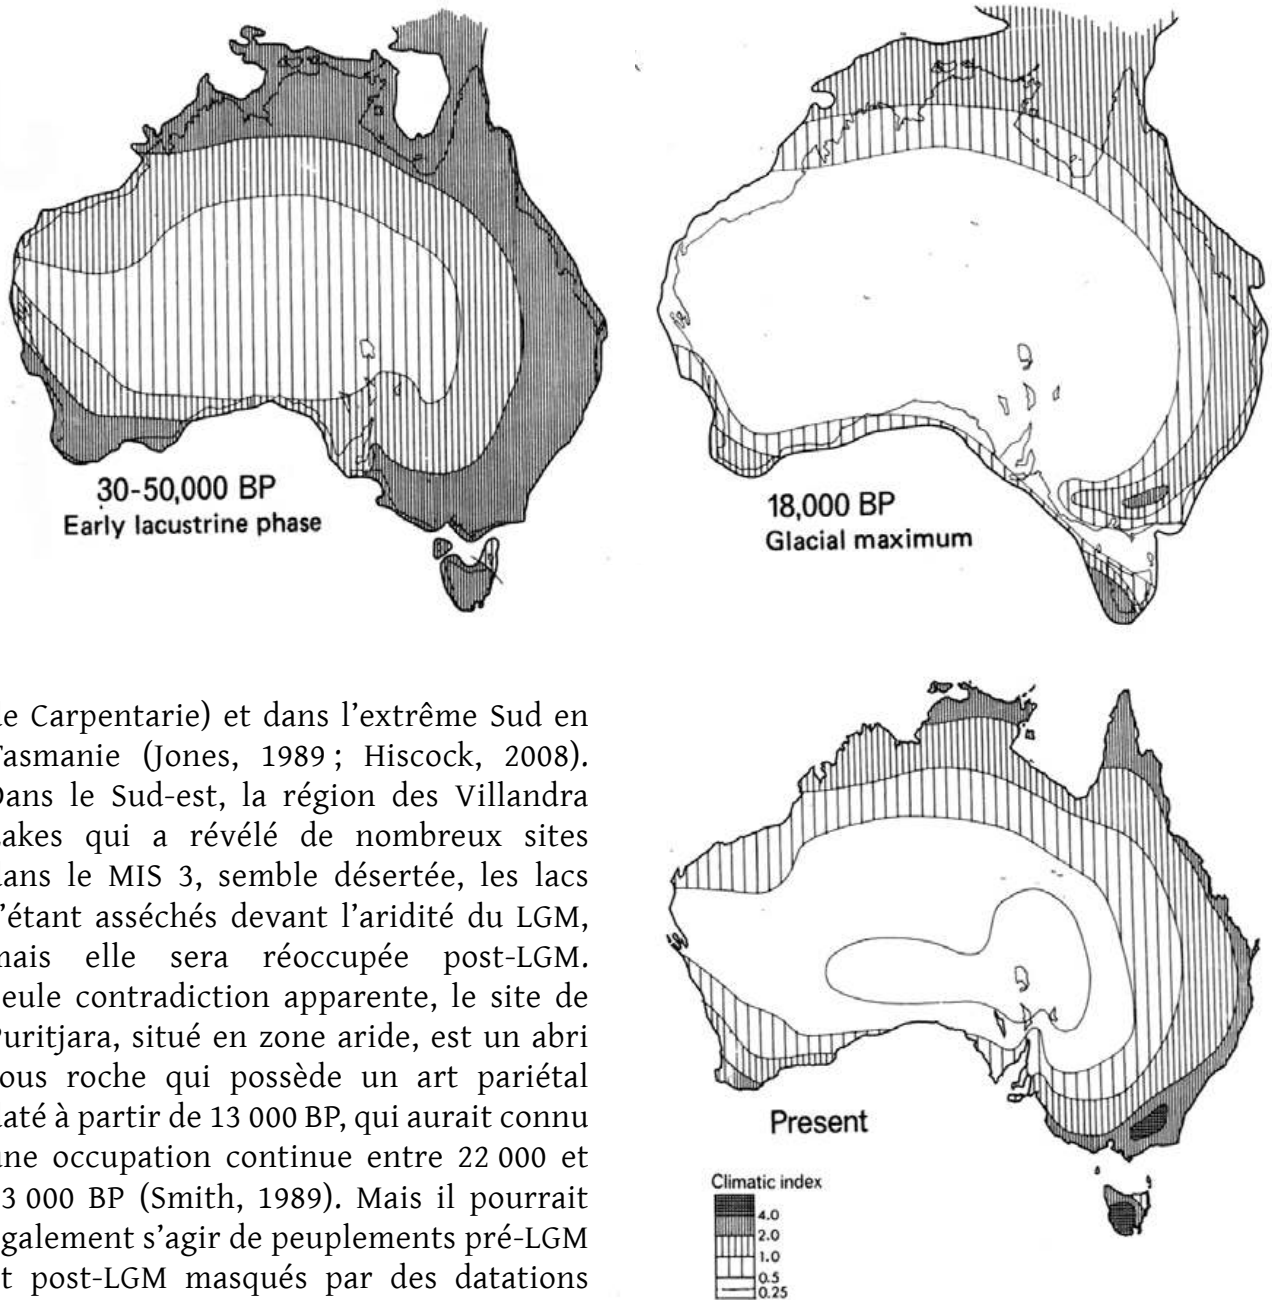 30-50,000 BP
Early lacustrine phase
18,000 BP
Glacial maximum
de Carpentarie) et dans l'extrême Sud en
Tasmanie (Jones, 1989 ; Hiscock, 2008).
Dans le Sud-est, la région des Villandra
akes qui a révélé de nombreux sites
dans le MIS 3, semble désertée, les lacs
'étant asséchés devant l'aridité du LGM,
mais elle sera réoccupée post-LGM.
eule contradiction apparente, le site de
Puritjara, situé en zone aride, est un abri
ous roche qui possède un art pariétal
daté à partir de 13 000 BP, qui aurait connu
une occupation continue entre 22 000 et
3 000 BP (Smith, 1989). Mais il pourrait
galement s'agir de peuplements pré-LGM
t post-LGM masqués par des datations
Present
Climatic index
4.0
2.0
1.0
0.5
0.25